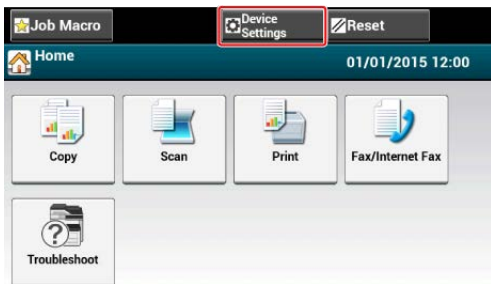 Job Macro
Device
Settings
Reset
Home
01/01/2015 12:00
Copy
Scan
Print
Fax/Internet Fax
Troubleshoot